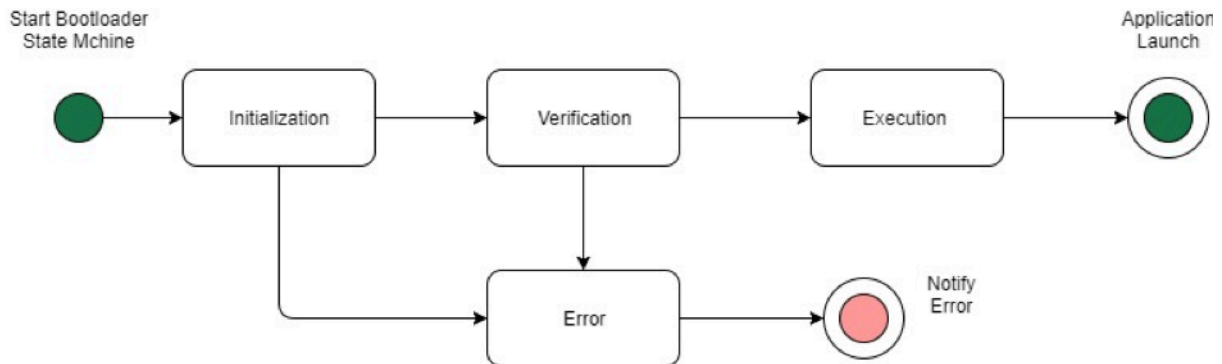 Start Bootloader
State Mchine
Application
Launch
Initialization
Verification
Execution
Error
Notify
Error